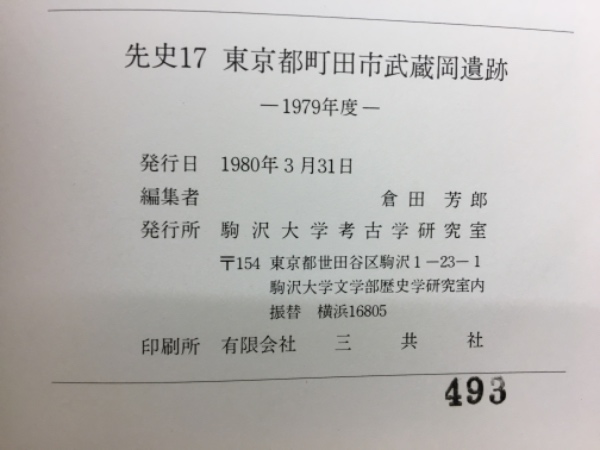 先史17 東京都町田市武蔵岡遺跡
―1979年度―
発行日 1980年3月31日
編集者 倉田芳郎
発行所 駒沢大学考古学研究室
〒154 東京都世田谷区駒沢1-23-1
駒沢大学文学部歴史学研究室内
振替 横浜16805
印刷所 有限会社 三共社
493